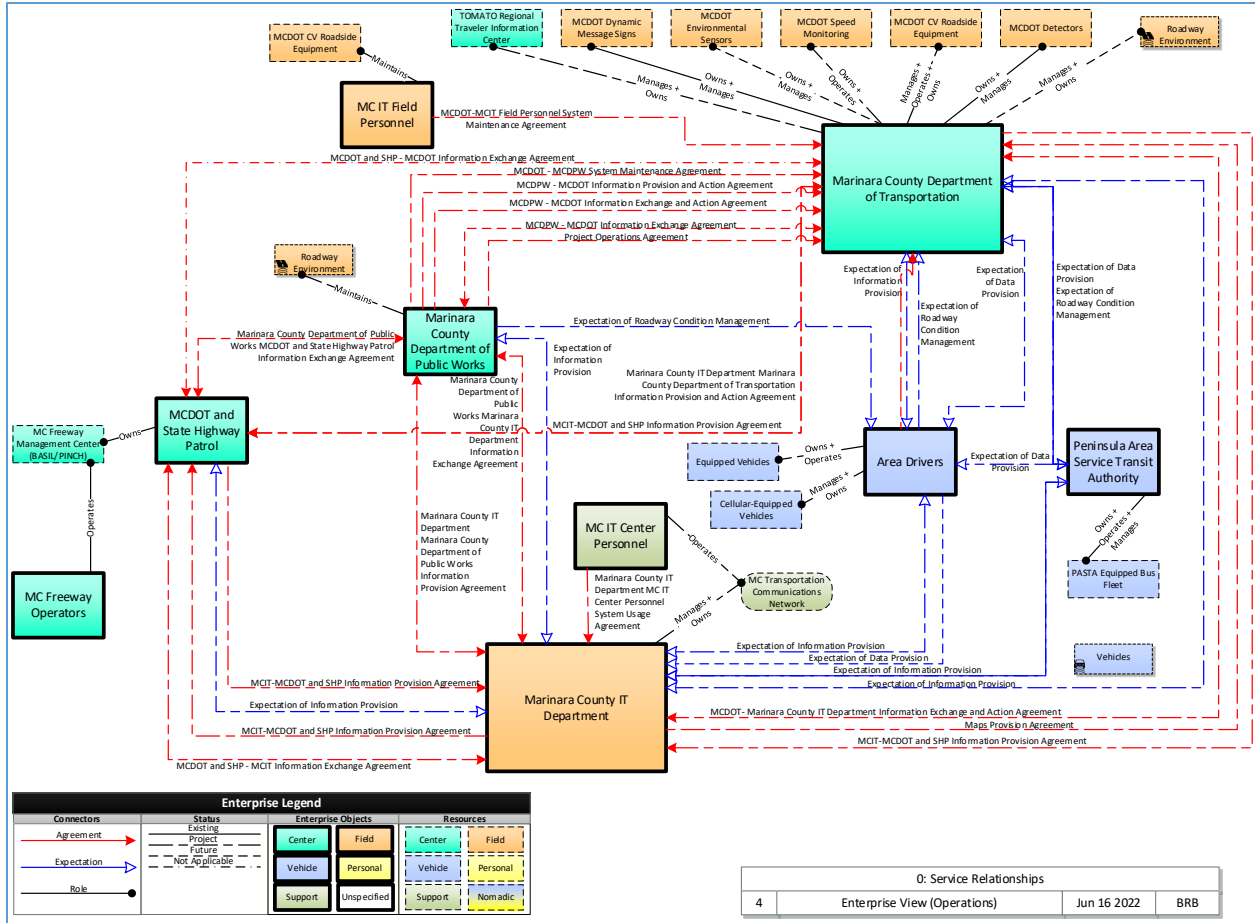 TOMATO Regional
Traveler Information
Center
MCDOT Dynamic
Message Signs
MCDOT
Environmental
Sensors
MCDOT Speed
Monitoring
MCDOT CV Roadside
Equipment
MCDOT Detectors
Roadway
Environment
MCDOT CV Roadside
Equipment
Maintains
MC IT Field
Personnel
Manages +
Owns
Owns +
Manages
Owns +
Manages
Owns +
Operates
Manages +
Operates +
Owns
Owns +
Manages
Manages +
Owns
MCDOT-MCIT Field Personnel System
Maintenance Agreement
MCDOT and SHP - MCDOT Information Exchange Agreement
MCDOT - MCDPW System Maintenance Agreement
MCDPW - MCDOT Information Provision and Action Agreement
MCDPW - MCDOT Information Exchange and Action Agreement
MCDPW - MCDOT Information Exchange Agreement
Project Operations Agreement
Marinara County Department
of Transportation
Roadway
Environment
Maintains
Expectation of
Information
Provision
Expectation
of Data
Provision
Expectation of Data
Provision
Expectation of
Roadway Condition
Management
Expectation of
Roadway
Condition
Management
Marinara
County
Department of
Public Works
Expectation of Roadway Condition Management
Marinara County Department of Public
Works MCDOT and State Highway Patrol
Information Exchange Agreement
Expectation of
Information
Provision
Marinara County
Department of
Public
Works Marinara
County IT
Department
Information
Exchange Agreement
Marinara County IT Department Marinara
County Department of Transportation
Information Provision and Action Agreement
MCIT-MCDOT and SHP Information Provision Agreement
MCDOT and
State Highway
Patrol
MC Freeway
Management Center
(BASIL/PINCH)
Owns
Operates
MC Freeway
Operators
Equipped Vehicles
Owns +
Operates
Cellular-Equipped
Vehicles
Manages +
Owns
Area Drivers
Expectation of Data
Provision
Peninsula Area
Service Transit
Authority
Owns +
Operates +
Manages
PASTA Equipped Bus
Fleet
Vehicles
MC IT Center
Personnel
Operates
MC Transportation
Communications
Network
Manages +
Owns
Marinara County IT
Department
Marinara County
Department of
Public Works
Information
Provision Agreement
Marinara County IT
Department MC IT
Center Personnel
System Usage
Agreement
Expectation of Information Provision
Expectation of Data Provision
Expectation of Information Provision
Expectation of Information Provision
Marinara County IT
Department
MCIT-MCDOT and SHP Information Provision Agreement
Expectation of Information Provision
MCIT-MCDOT and SHP Information Provision Agreement
MCDOT and SHP - MCIT Information Exchange Agreement
MCDOT- Marinara County IT Department Information Exchange and Action Agreement
Maps Provision Agreement
MCIT-MCDOT and SHP Information Provision Agreement
Enterprise Legend
Connectors
Status
Enterprise Objects
Resources
Agreement
Expectation
Role
Existing
Project
Future
Not Applicable
Center
Field
Vehicle
Personal
Support
Unspecified
Center
Field
Vehicle
Personal
Support
Nomadic
0: Service Relationships
4 Enterprise View (Operations) Jun 16 2022 BRB